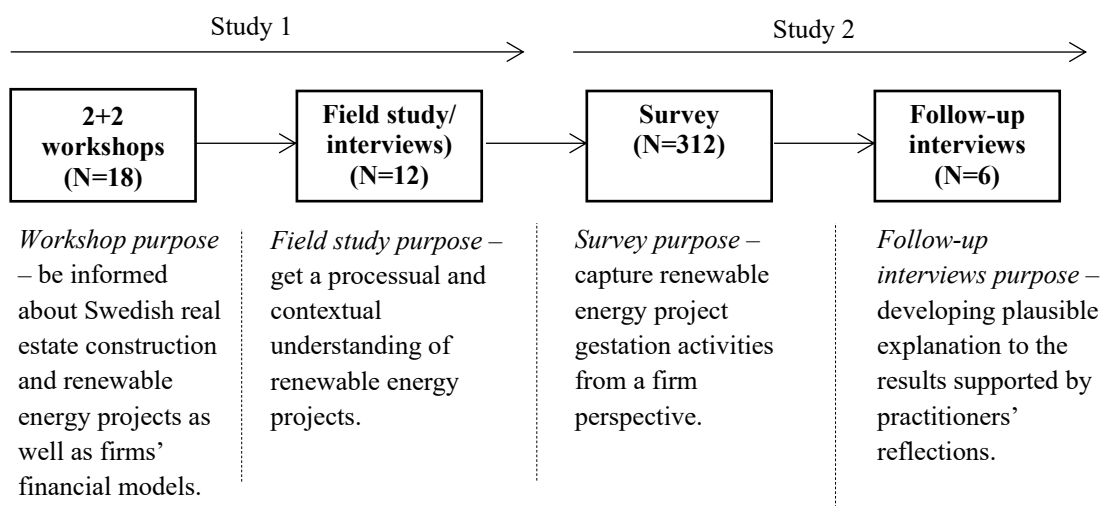 Study 1
Study 2
2+2
workshops
(N=18)
Field study/
interviews)
(N=12)
Survey
(N=312)
Follow-up
interviews
(N=6)
Workshop purpose
– be informed
about Swedish real
estate construction
and renewable
energy projects as
well as firms’
financial models.
Field study purpose –
get a processual and
contextual
understanding of
renewable energy
projects.
Survey purpose –
capture renewable
energy project
gestation activities
from a firm
perspective.
Follow-up
interviews purpose –
developing plausible
explanation to the
results supported by
practitioners’
reflections.